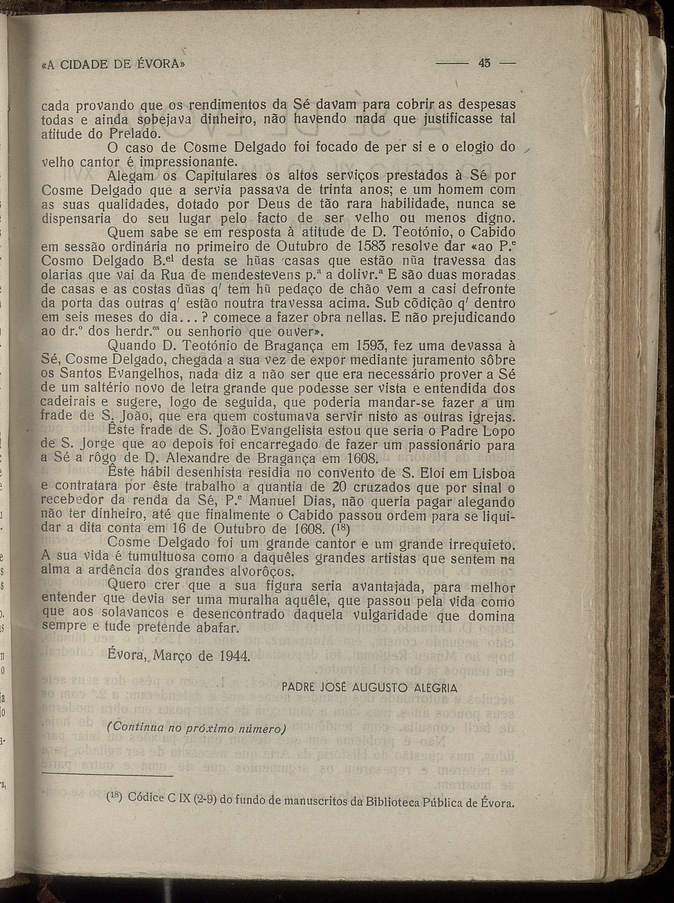 «A CIDADE DE ÉVORA» —— 43 —
cada provando que os rendimentos da Sé davam para cobrir as despesas
todas e ainda sobejava dinheiro, não havendo nada que justificasse tal
atitude do Prelado.
O caso de Cosme Delgado foi focado de per si e o elogio do
velho cantor é impressionante.
Alegam os Capitulares os altos serviços prestados à Sé por
Cosme Delgado que a servia passava de trinta anos; e um homem com
as suas qualidades, dotado por Deus de tão rara habilidade, nunca se
dispensaria do seu lugar pelo facto de ser velho ou menos digno.
Quem sabe se em resposta à atitude de D. Teotónio, o Cabido
em sessão ordinária no primeiro de Outubro de 1583 resolve dar «ao P.e
Cosmo Delgado B.el desta se hũas casas que estão nũa travessa das
olarias que vai da Rua de mendestevens p.a a dolivr.a E são duas moradas
de casas e as costas dũas q' tem hũ pedaço de chão vem a casi defronte
da porta das outras q' estão noutra travessa acima. Sub cõdição q' dentro
em seis meses do dia...? comece a fazer obra nellas. E não prejudicando
ao dr.o dos herdr.os ou senhorio que ouver».
Quando D. Teotónio de Bragança em 1593, fez uma devassa à
Sé, Cosme Delgado, chegada a sua vez de expor mediante juramento sôbre
os Santos Evangelhos, nada diz a não ser que era necessário prover a Sé
de um saltério novo de letra grande que podesse ser vista e entendida dos
cadeirais e sugere, logo de seguida, que poderia mandar-se fazer a um
frade de S. João, que era quem costumava servir nisto as outras igrejas.
Êste frade de S. João Evangelista estou que seria o Padre Lopo
de S. Jorge que ao depois foi encarregado de fazer um passionário para
a Sé a rôgo de D. Alexandre de Bragança em 1608.
Êste hábil desenhista residia no convento de S. Eloi em Lisboa
e contratara por êste trabalho a quantia de 20 cruzados que por sinal o
recebedor da renda da Sé, P.e Manuel Dias, não queria pagar alegando
não ter dinheiro, até que finalmente o Cabido passou ordem para se liqui-
dar a dita conta em 16 de Outubro de 1608. (18)
Cosme Delgado foi um grande cantor e um grande irrequieto.
A sua vida é tumultuosa como a daquêles grandes artistas que sentem na
alma a ardência dos grandes alvorôços.
Quero crer que a sua figura seria avantajada, para melhor
entender que devia ser uma muralha aquêle, que passou pela vida como
que aos solavancos e desencontrado daquela vulgaridade que domina
sempre e tude pretende abafar.
Évora, Março de 1944.
PADRE JOSÉ AUGUSTO ALEGRIA
(Continua no próximo número)
(18) Códice C IX (2-9) do fundo de manuscritos da Biblioteca Pública de Évora.